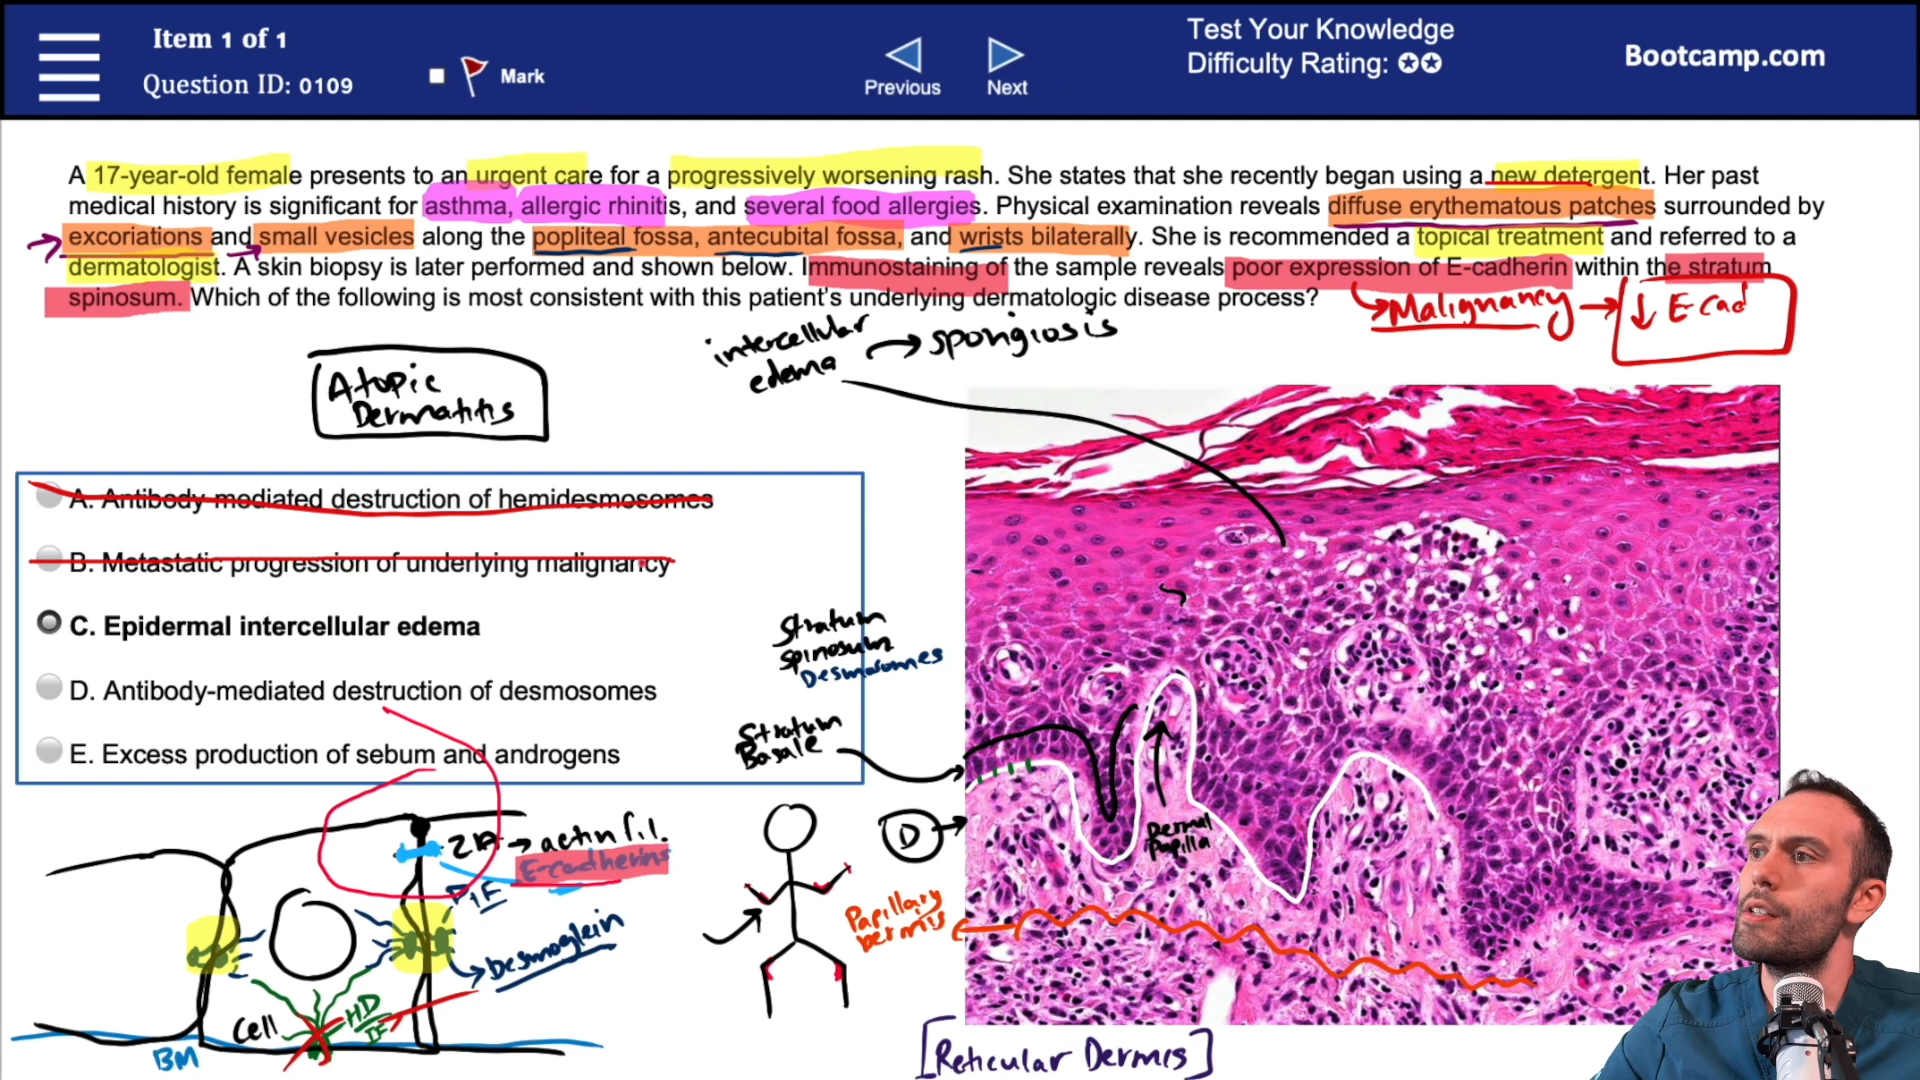 Item 1 of 1
Question ID: 0109
Mark
Previous
Next
Test Your Knowledge
Difficulty Rating:
Bootcamp.com
A 17-year-old female presents to an urgent care for a progressively worsening rash. She states that she recently began using a new detergent. Her past
medical history is significant for asthma, allergic rhinitis, and several food allergies. Physical examination reveals diffuse erythematous patches surrounded by
excoriations and small vesicles along the popliteal fossa, antecubital fossa, and wrists bilaterally. She is recommended a topical treatment and referred to a
dermatologist. A skin biopsy is later performed and shown below. Immunostaining of the sample reveals poor expression of E-cadherin within the stratum
spinosum. Which of the following is most consistent with this patient's underlying dermatologic disease process?
Malignancy → ↓ E-cad
intercellular
edema → spongiosis
Atopic
Dermatitis
A. Antibody-mediated destruction of hemidesmosomes
B. Metastatic progression of underlying malignancy
C. Epidermal intercellular edema
D. Antibody-mediated destruction of desmosomes
E. Excess production of sebum and androgens
Stratum
Spinosum
Desmosomes
Stratum
Basale
D
Dermal
Papilla
Papillary
Dermis
[Reticular Dermis]
ZA → actin fil.
E-cadherins
IF
Desmoglein
HD
IF
Cell
BM